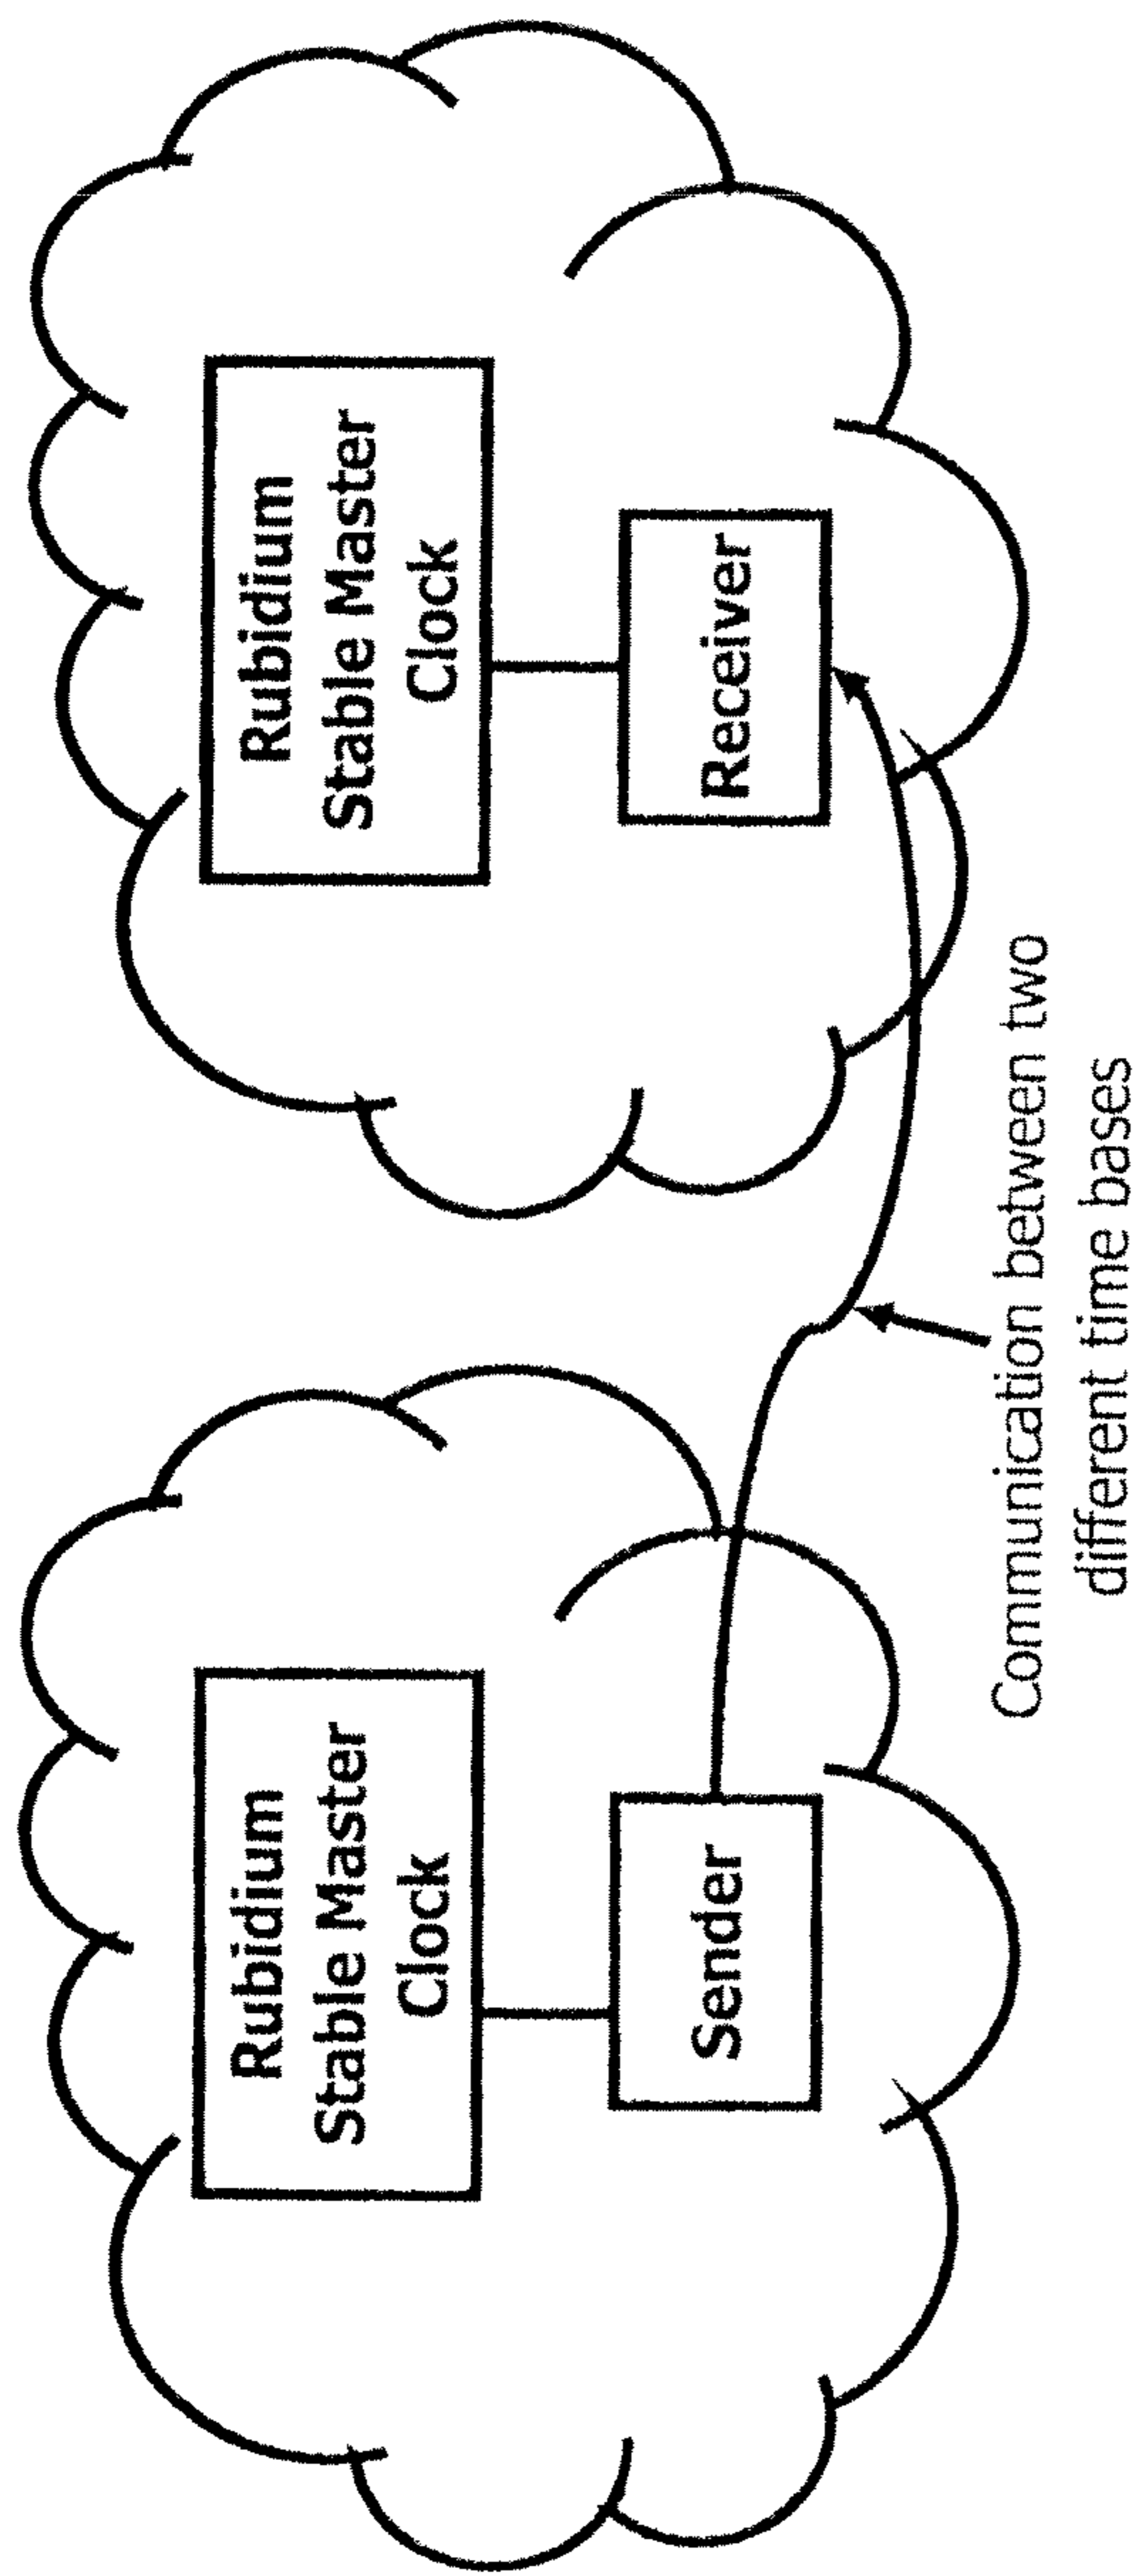 Rubidium
Stable Master
Clock
Sender
Rubidium
Stable Master
Clock
Receiver
Communication between two
different time bases